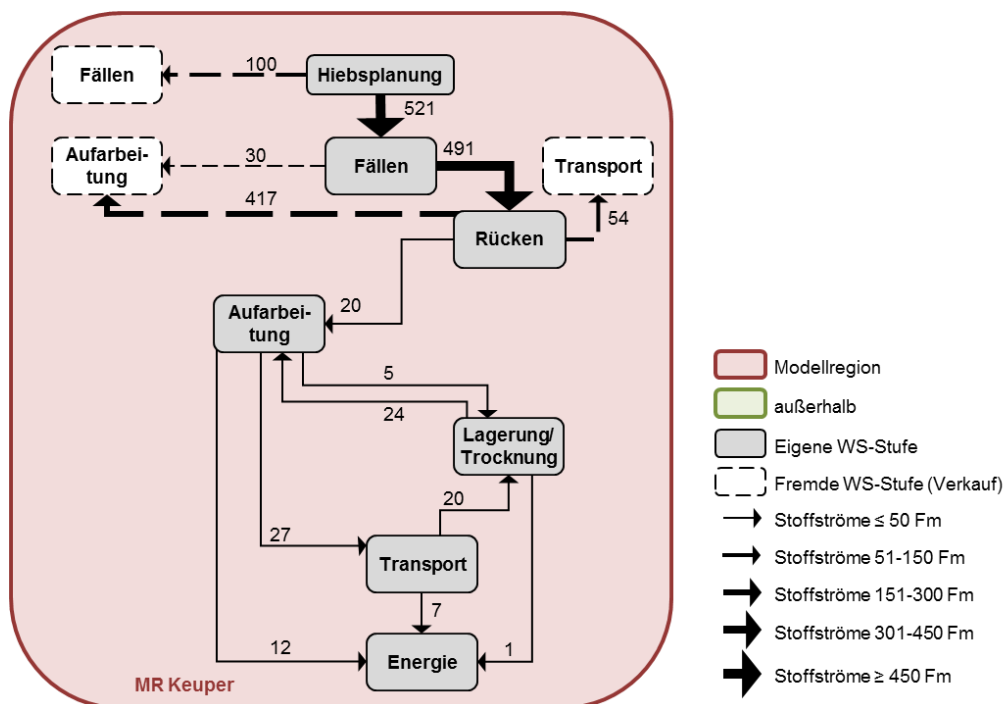 Fällen
100
Hiebsplanung
521
Aufarbei-
tung
30
Fällen
491
Transport
417
54
Rücken
20
Aufarbei-
tung
5
24
Lagerung/
Trocknung
20
27
Transport
7
12
Energie
1
MR Keuper
Modellregion
außerhalb
Eigene WS-Stufe
Fremde WS-Stufe (Verkauf)
Stoffströme ≤ 50 Fm
Stoffströme 51-150 Fm
Stoffströme 151-300 Fm
Stoffströme 301-450 Fm
Stoffströme ≥ 450 Fm